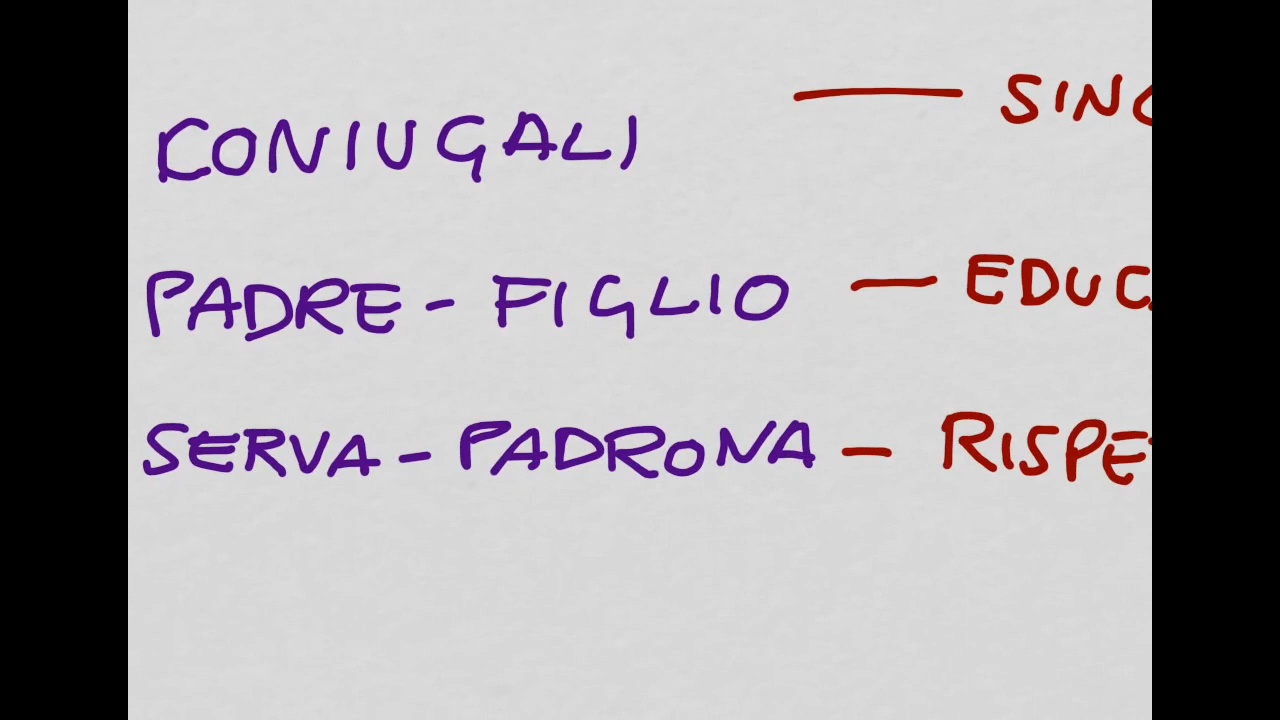 CONIUGALI —
PADRE - FIGLIO —
SERVA - PADRONA —